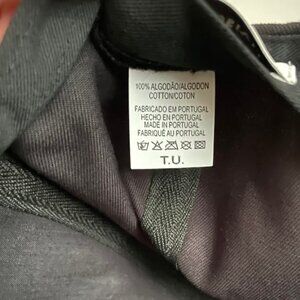 100% ALGODÃO/ALGODON
COTTON/COTON
FABRICADO EM PORTUGAL
HECHO EN PORTUGAL
MADE IN PORTUGAL
FABRIQUÉ AU PORTUGAL
T.U.